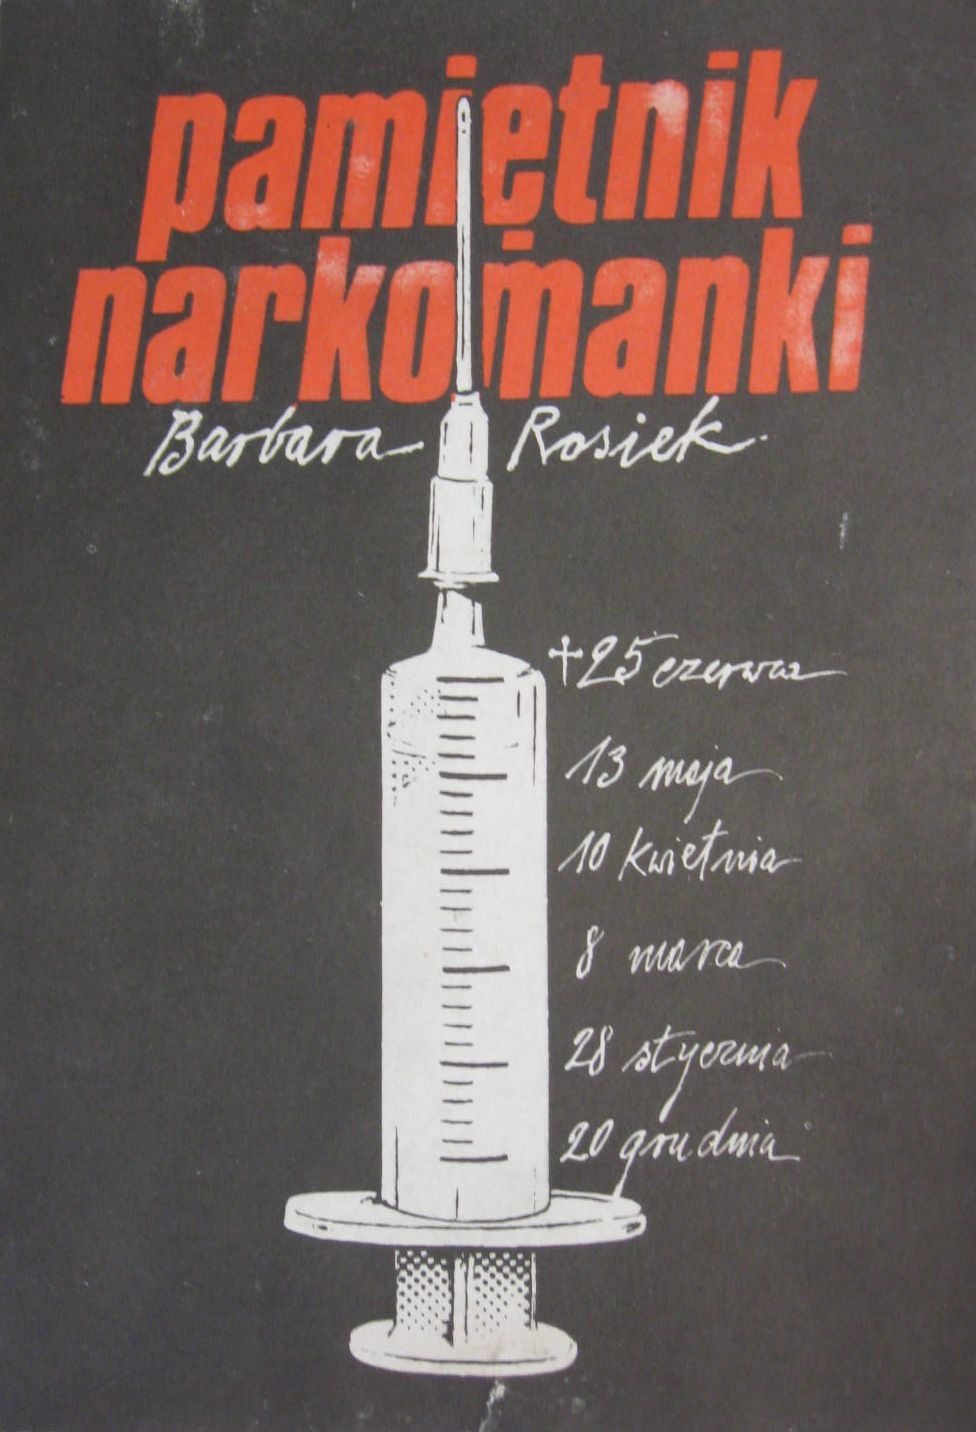 pamiętnik
narkomanki
Barbara Rosiek
†25 czerwca
13 maja
10 kwietnia
8 marca
28 stycznia
20 grudnia